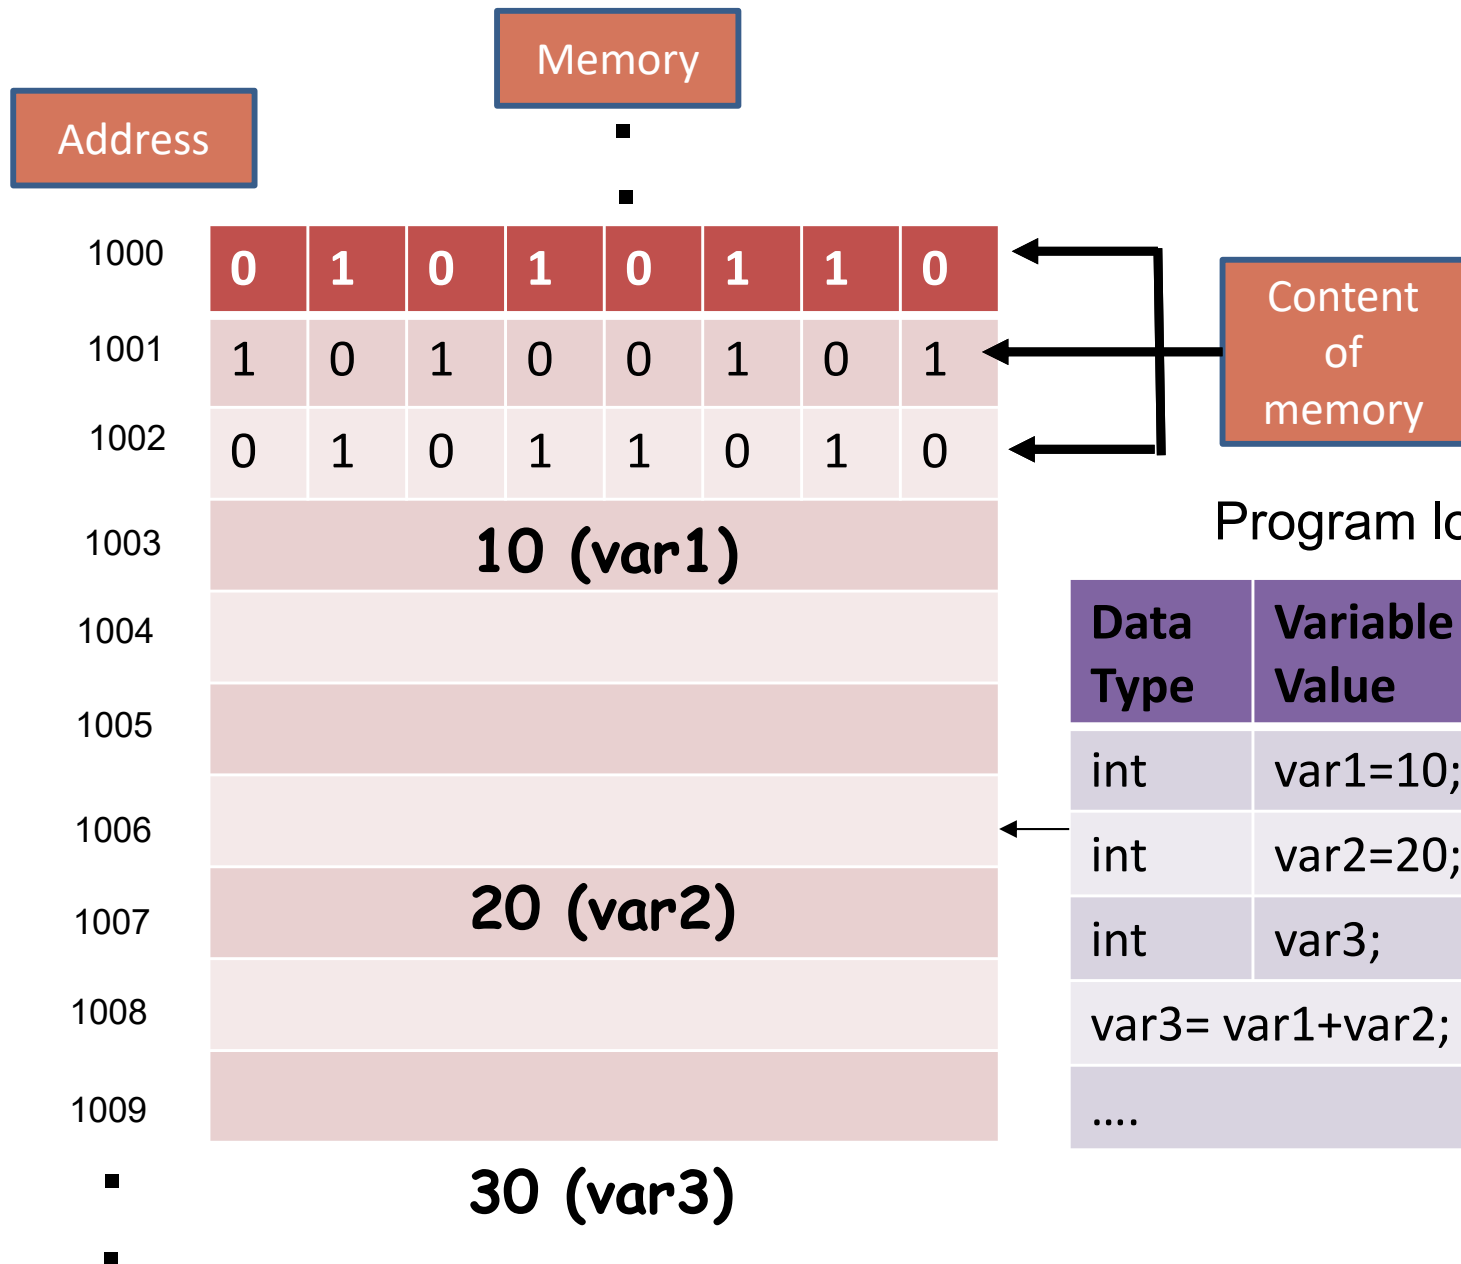 Memory
Address
1000 0 1 0 1 0 1 1 0
1001 1 0 1 0 0 1 0 1
1002 0 1 0 1 1 0 1 0
Content
of
memory
1003 10 (var1)
1004
1005
1006
1007 20 (var2)
1008
1009
30 (var3)
Program
Data Variable
Type Value
int var1=10;
int var2=20;
int var3;
var3= var1+var2;
....